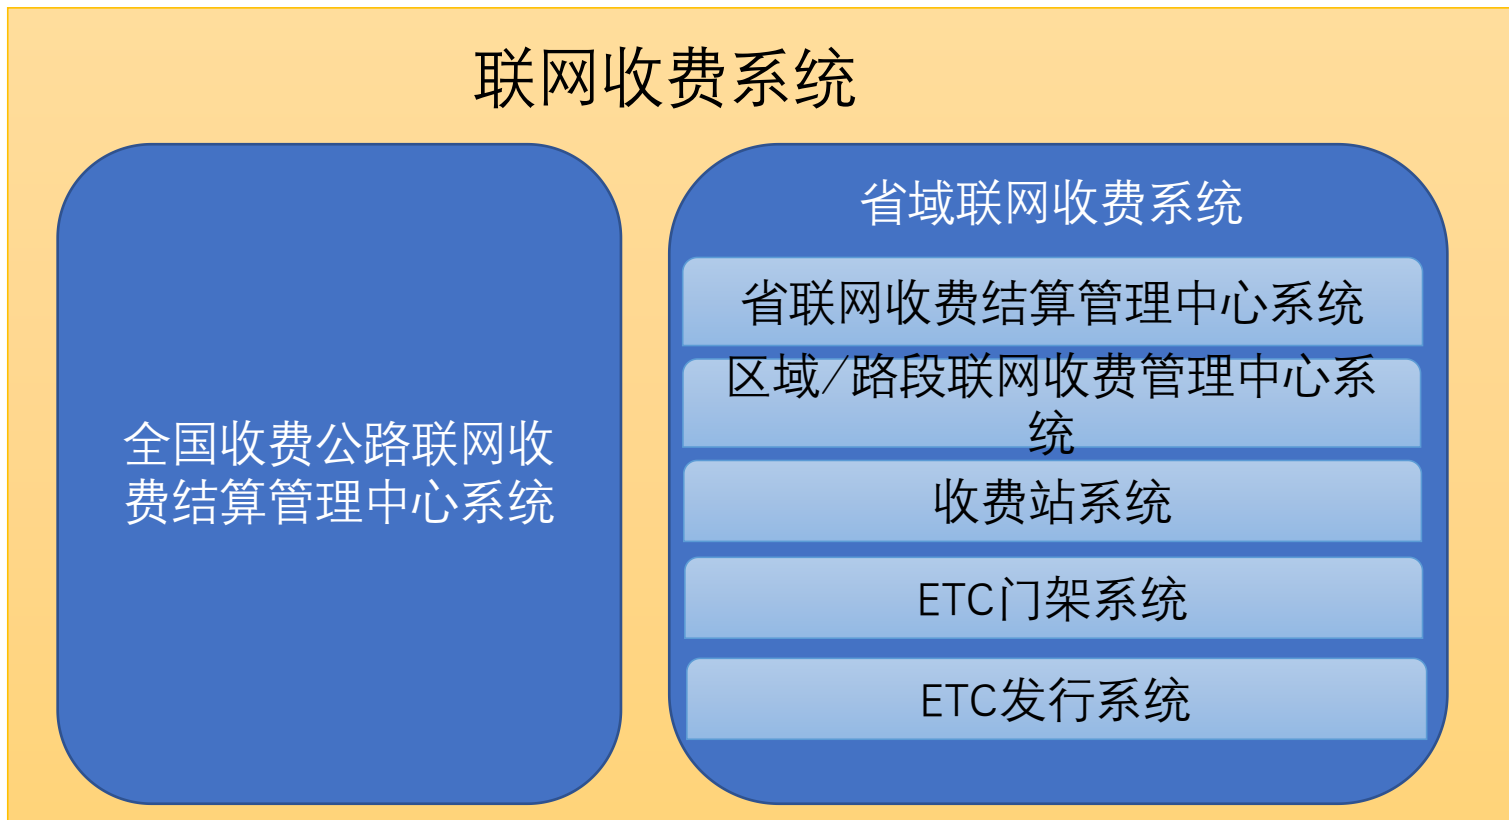 联网收费系统
全国收费公路联网收
费结算管理中心系统
省域联网收费系统
省联网收费结算管理中心系统
区域/路段联网收费管理中心系
统
收费站系统
ETC门架系统
ETC发行系统